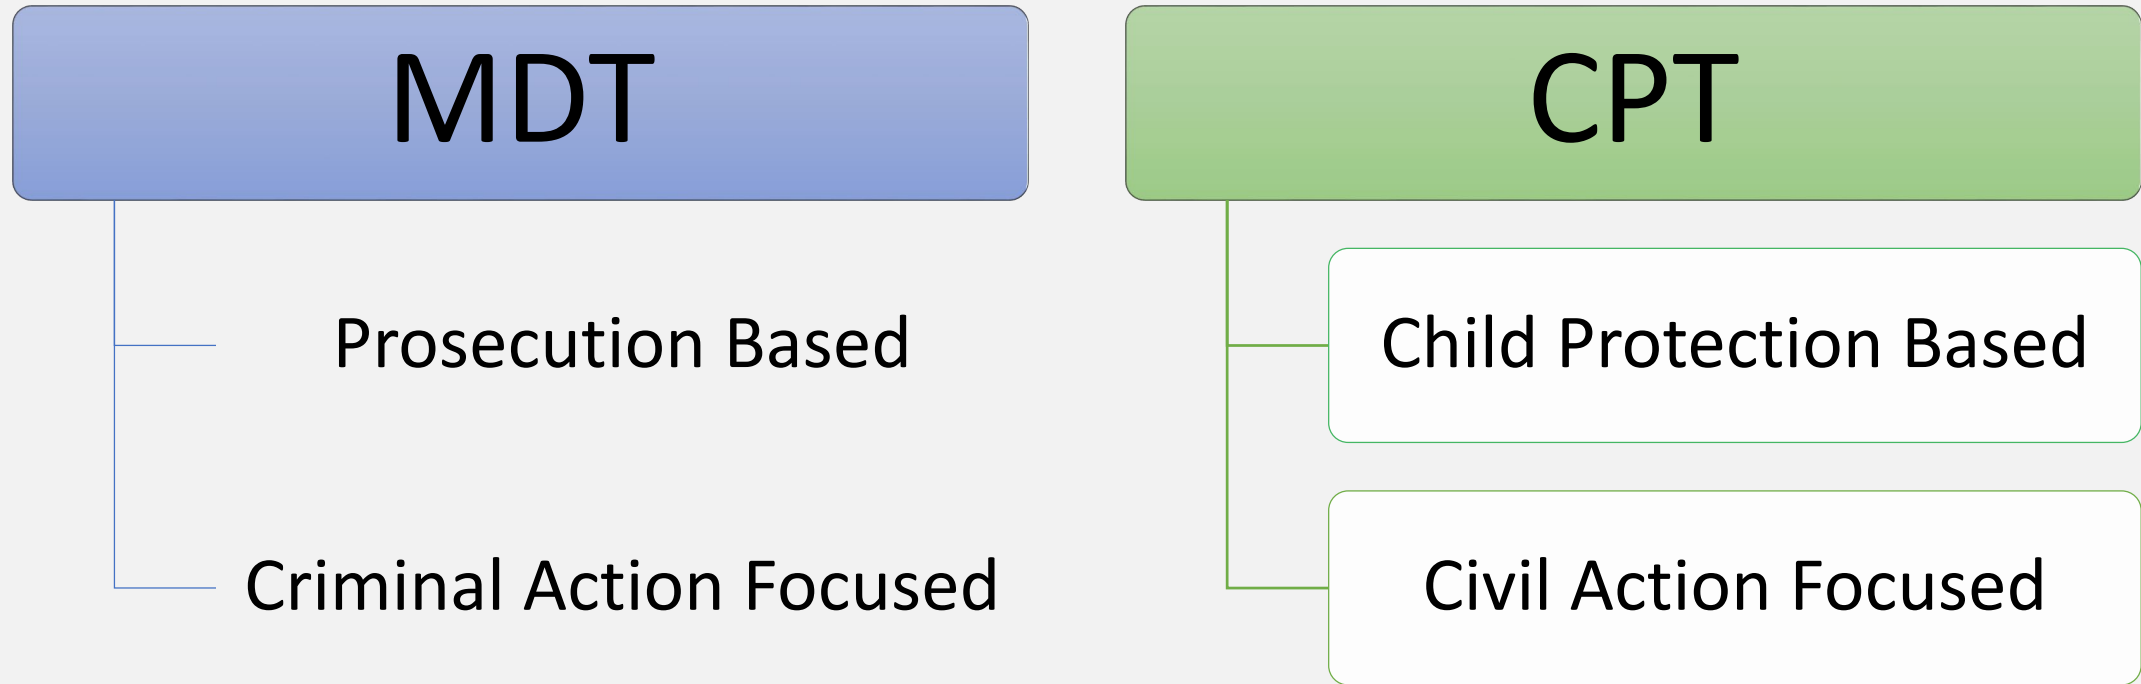 MDT
Prosecution Based
Criminal Action Focused
CPT
Child Protection Based
Civil Action Focused